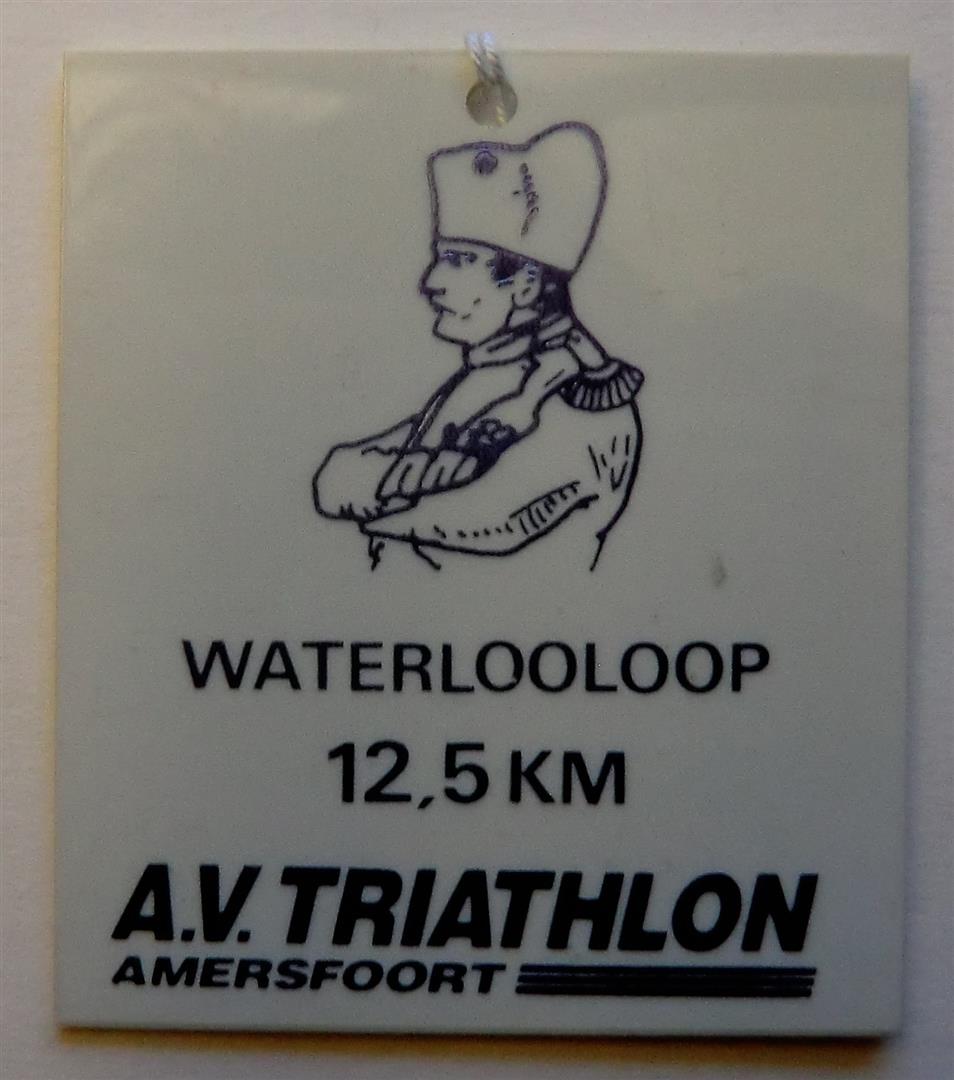 WATERLOOLOOP
12,5 KM
A.V. TRIATHLON
AMERSFOORT